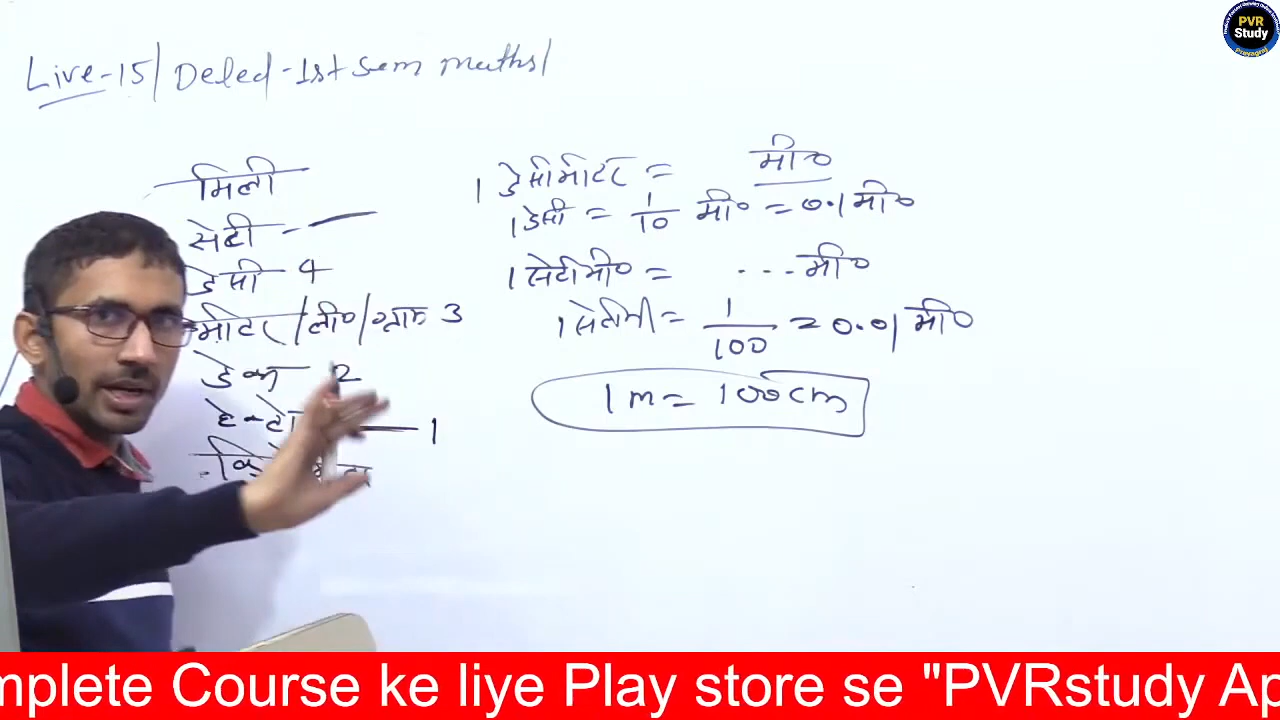 Live-15/ Deled-1st sem maths/
PVR
Study
Prayagraj
मिली
सेंटी -
डेसी 4
मीटर /ली०/ग्राम 3
डेका 2
हेक्टो 1
1 डेसीमीटर = मी०
1 डेसी = 1/10 मी० = 0.1 मी०
1 सेंटीमी० = ... मी०
1 सेंटीमी = 1/100 = 0.01 मी०
1 m = 100 cm
mplete Course ke liye Play store se "PVRstudy Ap